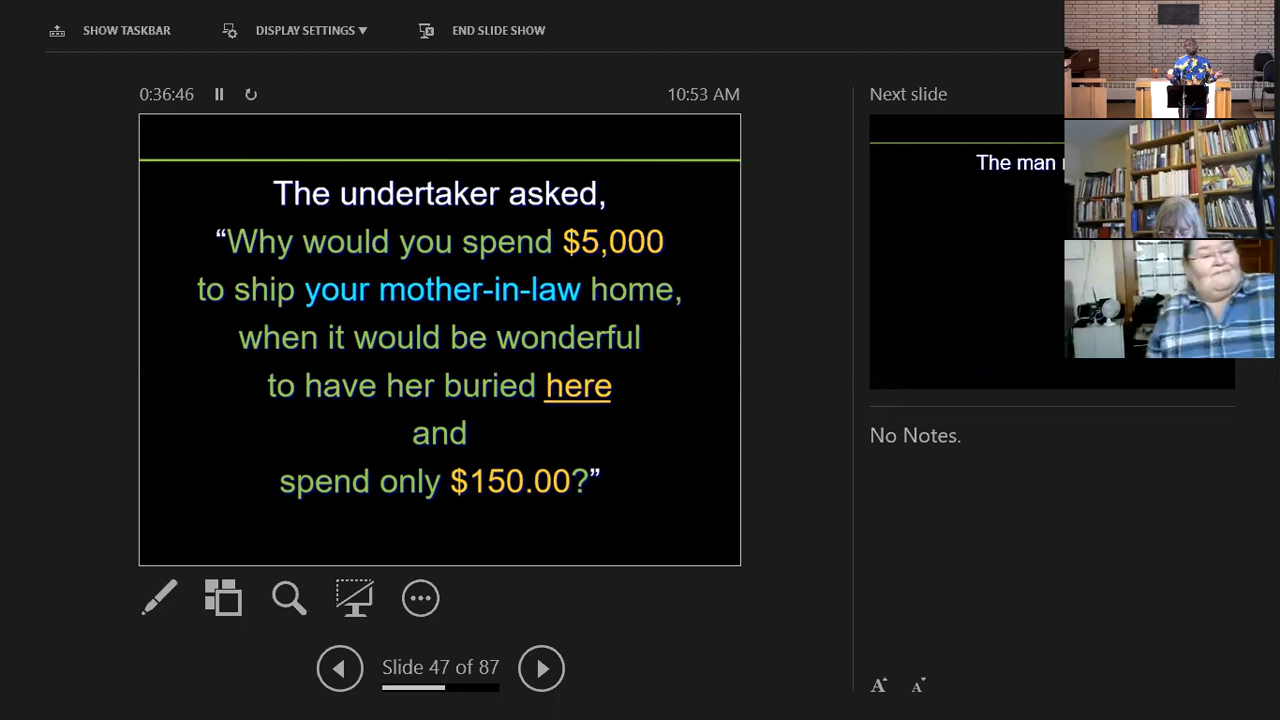 SHOW TASKBAR
DISPLAY SETTINGS ▼
END SLIDE SHOW
0:36:46
10:53 AM
The undertaker asked,
“Why would you spend $5,000
to ship your mother-in-law home,
when it would be wonderful
to have her buried here
and
spend only $150.00?”
Slide 47 of 87
Next slide
The man
No Notes.
A
A